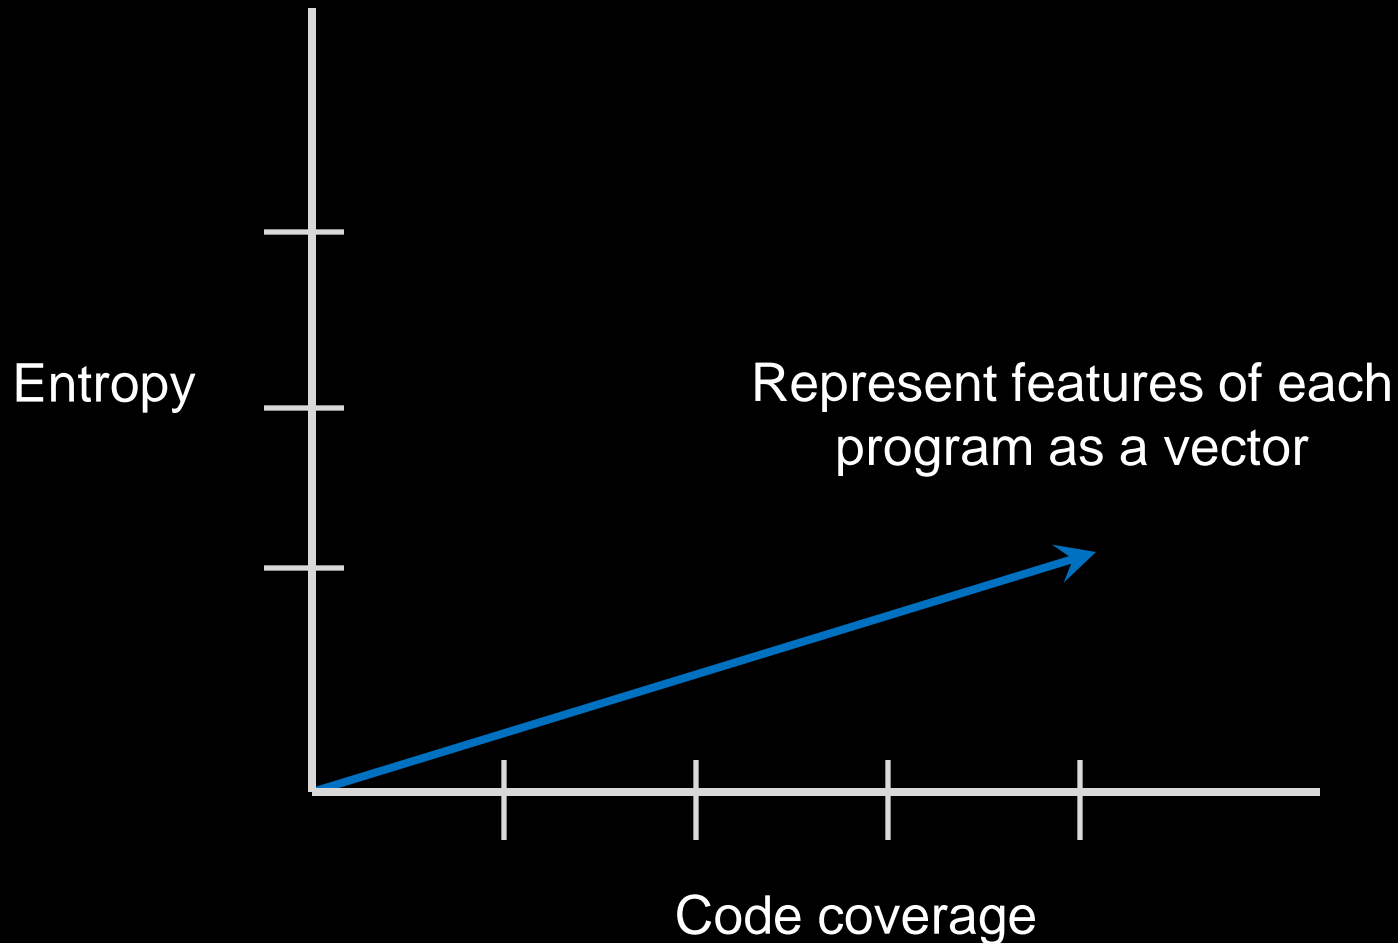 Entropy
Represent features of each
program as a vector
Code coverage